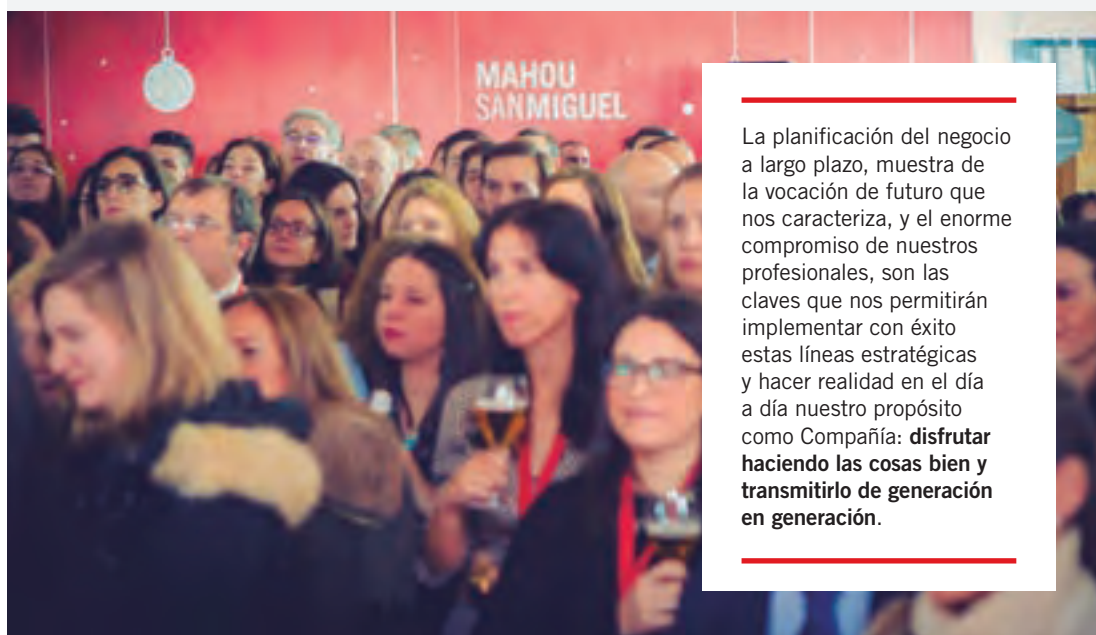 MAHOU
SANMIGUEL
La planificación del negocio
a largo plazo, muestra de
la vocación de futuro que
nos caracteriza, y el enorme
compromiso de nuestros
profesionales, son las
claves que nos permitirán
implementar con éxito
estas líneas estratégicas
y hacer realidad en el día
a día nuestro propósito
como Compañía: disfrutar
haciendo las cosas bien y
transmitirlo de generación
en generación.